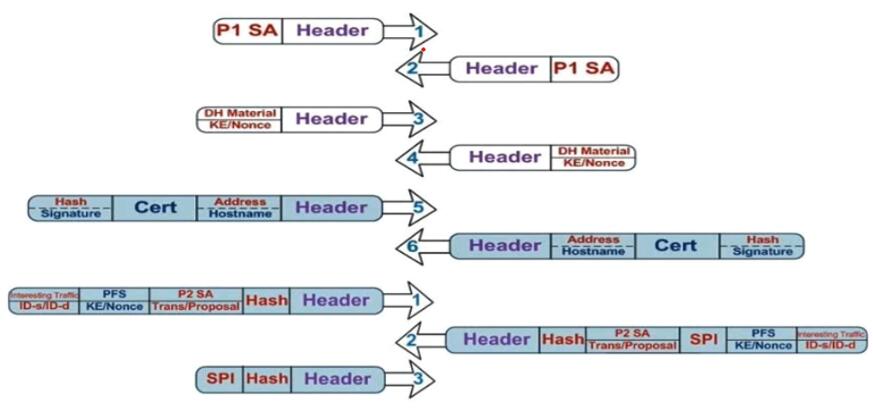 P1 SA Header 1
2 Header P1 SA
DH Material
KE/Nonce Header 3
4 Header DH Material
KE/Nonce
Hash
Signature Cert Address
Hostname Header 5
6 Header Address
Hostname Cert Hash
Signature
Interesting Traffic
ID-s/ID-d PFS
KE/Nonce P2 SA
Trans/Proposal Hash Header 1
2 Header Hash P2 SA
Trans/Proposal SPI PFS
KE/Nonce Interesting Traffic
ID-s/ID-d
SPI Hash Header 3